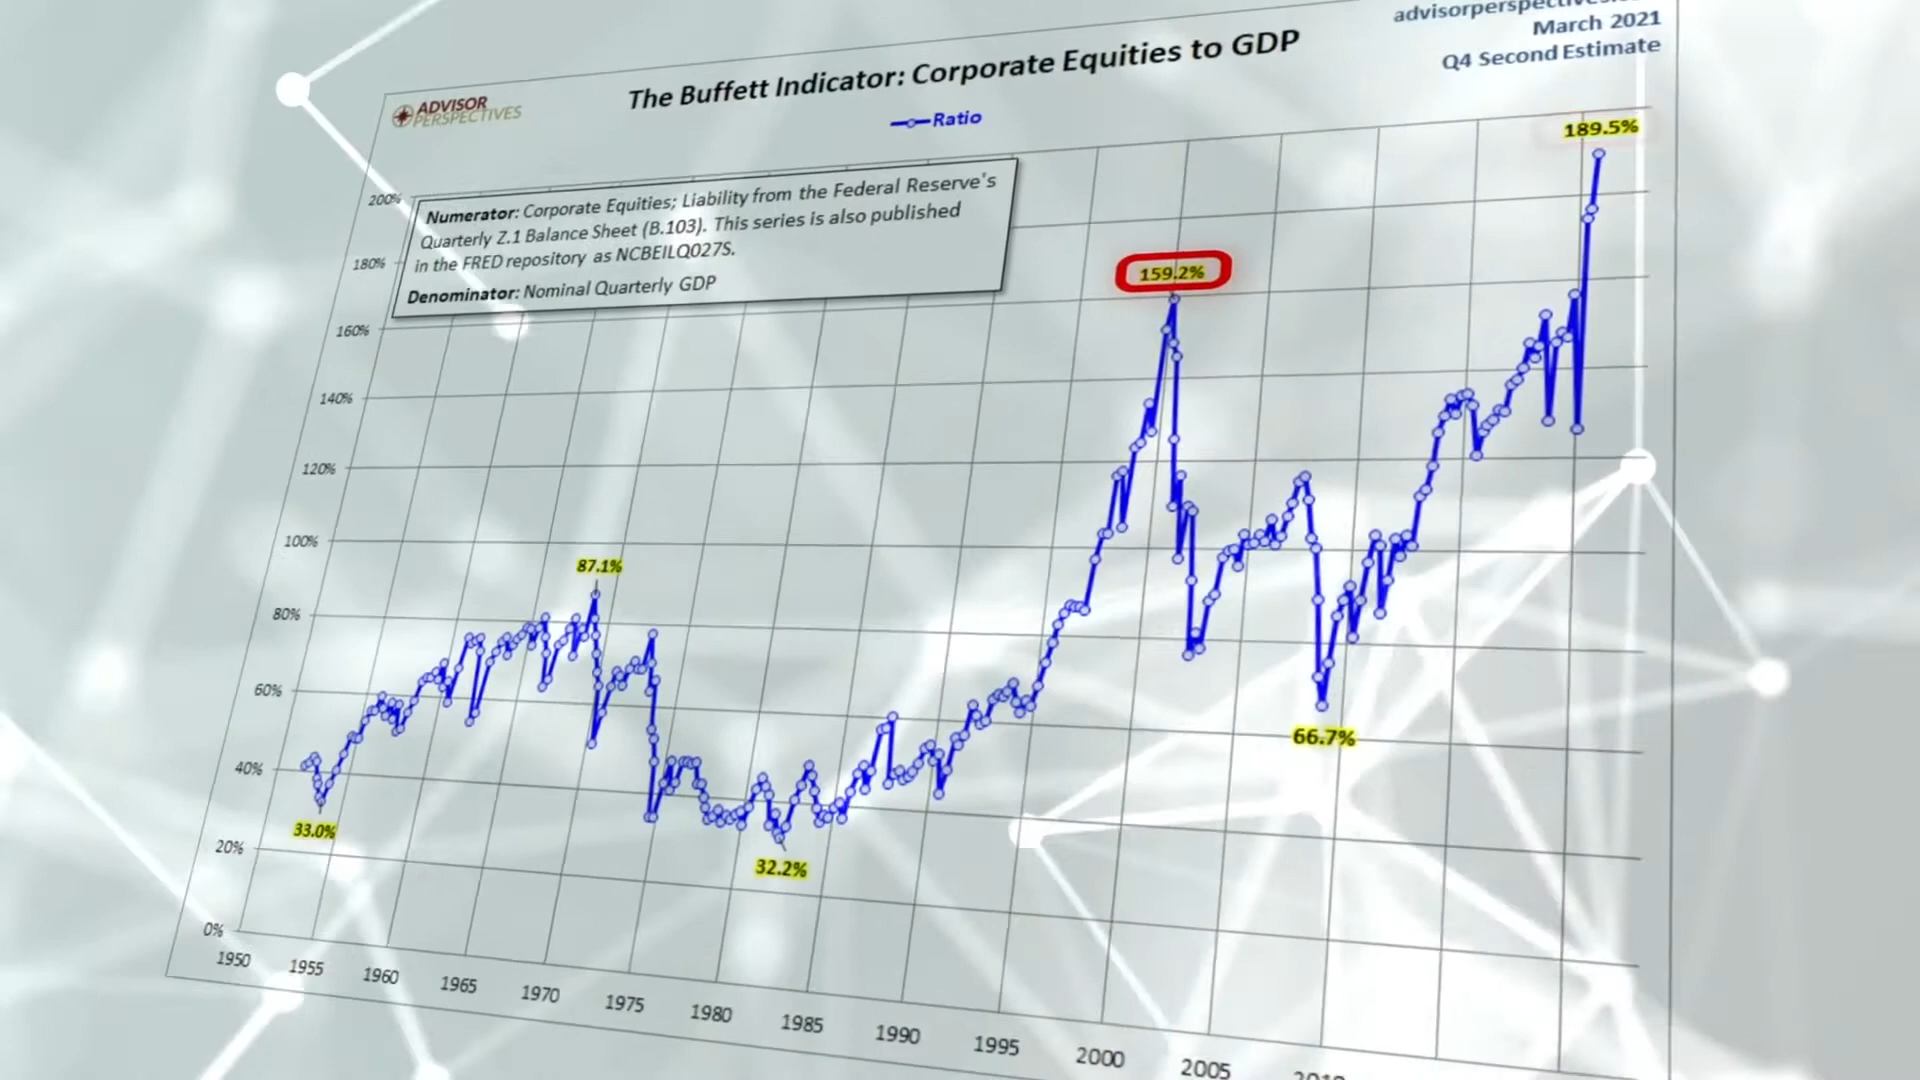 advisorperspectives
March 2021
Q4 Second Estimate
ADVISOR
PERSPECTIVES
The Buffett Indicator: Corporate Equities to GDP
Ratio
Numerator: Corporate Equities; Liability from the Federal Reserve's
Quarterly Z.1 Balance Sheet (B.103). This series is also published
in the FRED repository as NCBEILQ027S.
Denominator: Nominal Quarterly GDP
200%
180%
160%
140%
120%
100%
80%
60%
40%
20%
0%
33.0%
87.1%
32.2%
159.2%
66.7%
189.5%
1950
1955
1960
1965
1970
1975
1980
1985
1990
1995
2000
2005